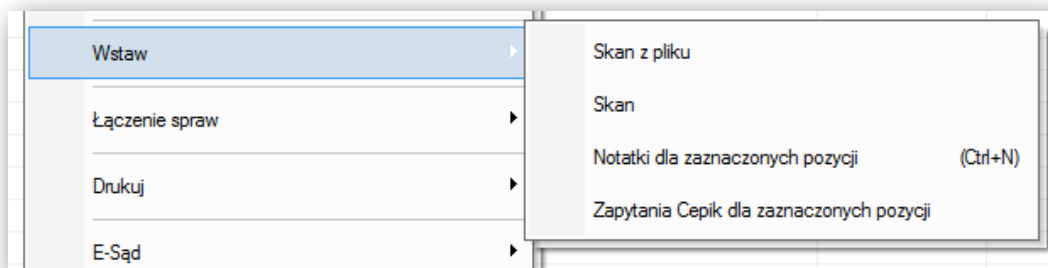 Wstaw
Łączenie spraw
Drukuj
E-Sąd
Skan z pliku
Skan
Notatki dla zaznaczonych pozycji (Ctrl+N)
Zapytania Cepik dla zaznaczonych pozycji